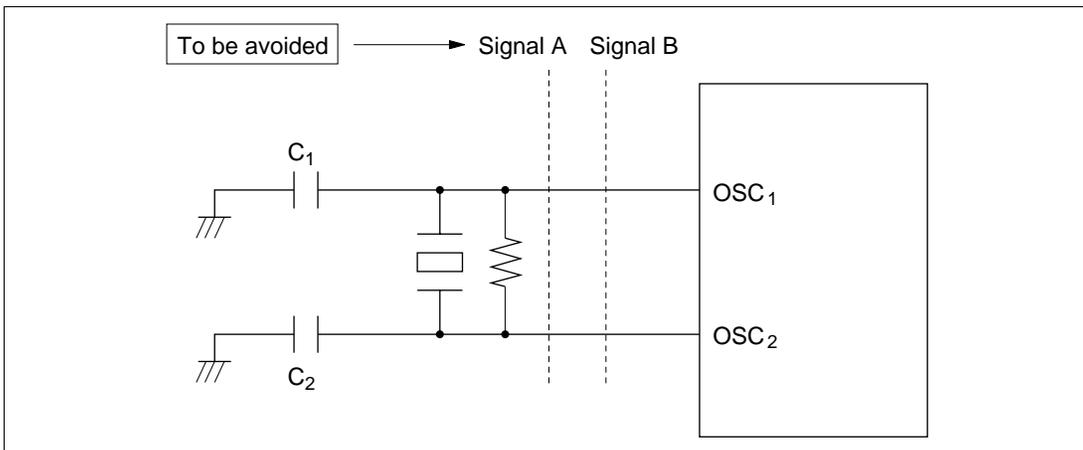 To be avoided Signal A Signal B
C1
OSC1
OSC2
C2